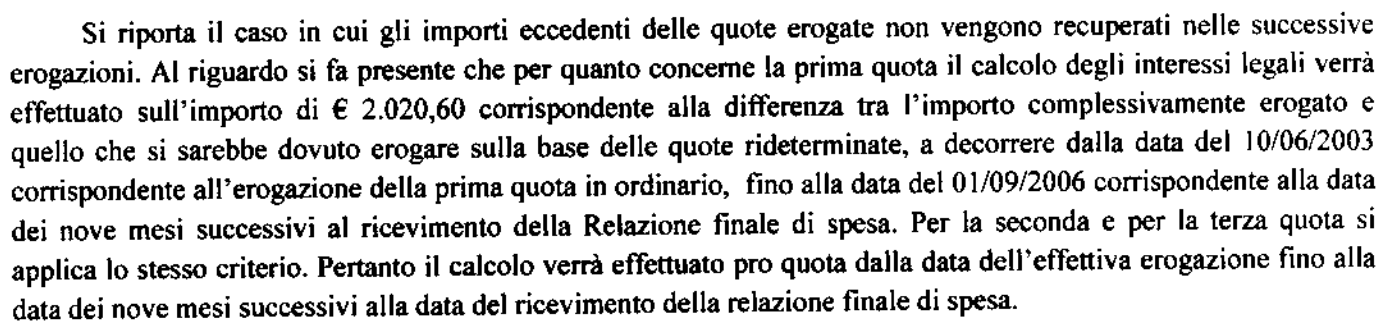 Si riporta il caso in cui gli importi eccedenti delle quote erogate non vengono recuperati nelle successive
erogazioni. Al riguardo si fa presente che per quanto concerne la prima quota il calcolo degli interessi legali verrà
effettuato sull'importo di € 2.020,60 corrispondente alla differenza tra l'importo complessivamente erogato e
quello che si sarebbe dovuto erogare sulla base delle quote rideterminate, a decorrere dalla data del 10/06/2003
corrispondente all'erogazione della prima quota in ordinario, fino alla data del 01/09/2006 corrispondente alla data
dei nove mesi successivi al ricevimento della Relazione finale di spesa. Per la seconda e per la terza quota si
applica lo stesso criterio. Pertanto il calcolo verrà effettuato pro quota dalla data dell'effettiva erogazione fino alla
data dei nove mesi successivi alla data del ricevimento della relazione finale di spesa.